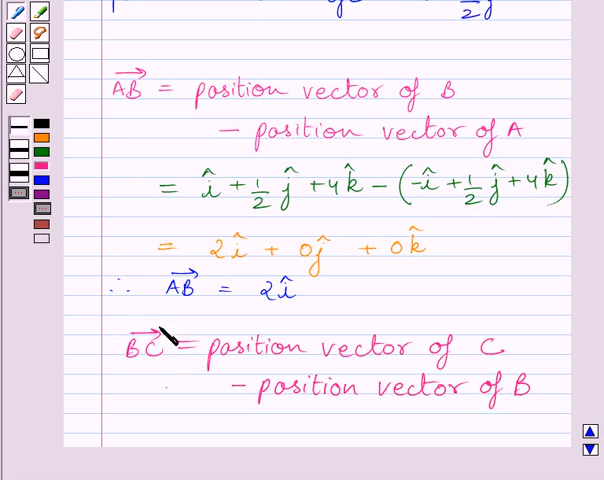 AB = position vector of B
- position vector of A
= î + 1/2 ĵ + 4k̂ - (-î + 1/2 ĵ + 4k̂)
= 2î + 0ĵ + 0k̂
∴ AB = 2î
BC = position vector of C
- position vector of B